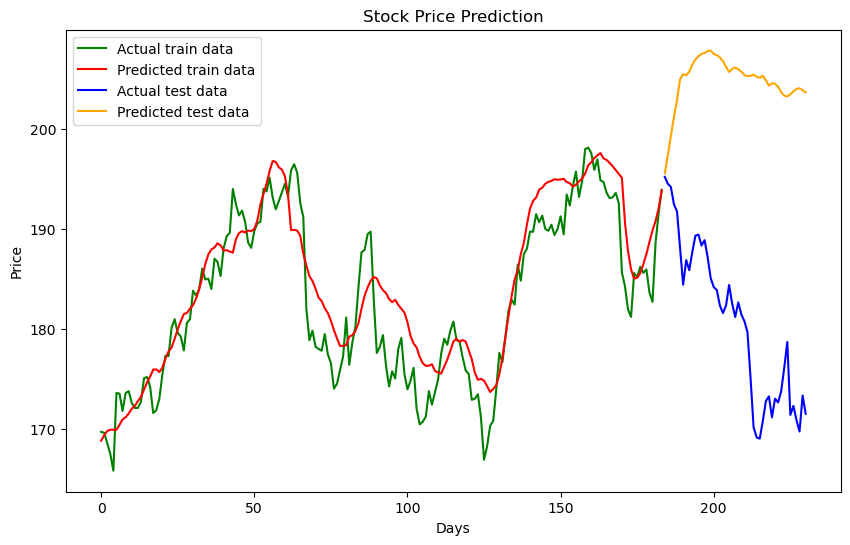 Stock Price Prediction
Actual train data
Predicted train data
Actual test data
Predicted test data
200
190
180
170
Price
0
50
100
150
200
Days